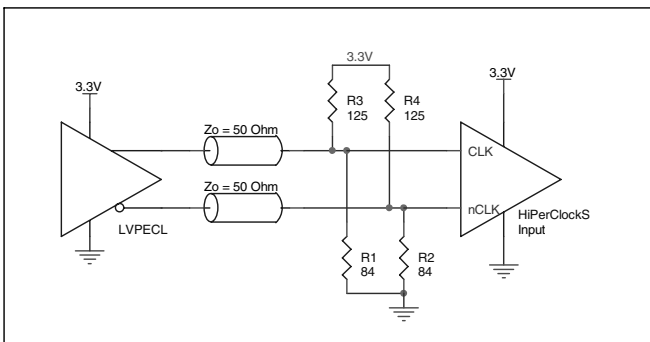 3.3V
3.3V
3.3V
R3
125
R4
125
Zo = 50 Ohm
CLK
Zo = 50 Ohm
nCLK
HiPerClockS
Input
LVPECL
R1
84
R2
84